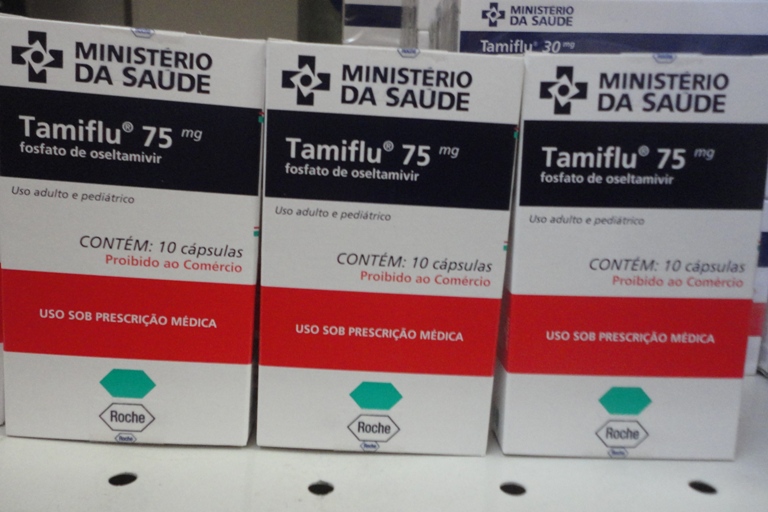 MINISTÉRIO
DA SAÚDE
Tamiflu® 75 mg
fosfato de oseltamivir
Uso adulto e pediátrico
CONTÉM: 10 cápsulas
Proibido ao Comércio
USO SOB PRESCRIÇÃO MÉDICA
Roche
Roche
MINISTÉRIO
DA SAÚDE
Tamiflu® 75 mg
fosfato de oseltamivir
Uso adulto e pediátrico
CONTÉM: 10 cápsulas
Proibido ao Comércio
USO SOB PRESCRIÇÃO MÉDICA
Roche
Roche
MINISTÉRIO
DA SAÚDE
Tamiflu® 30 mg
MINISTÉRIO
DA SAÚDE
Tamiflu® 75 mg
fosfato de oseltamivir
Uso adulto e pediátrico
CONTÉM: 10 cápsulas
Proibido ao Comércio
USO SOB PRESCRIÇÃO MÉDICA
Roche
Roche